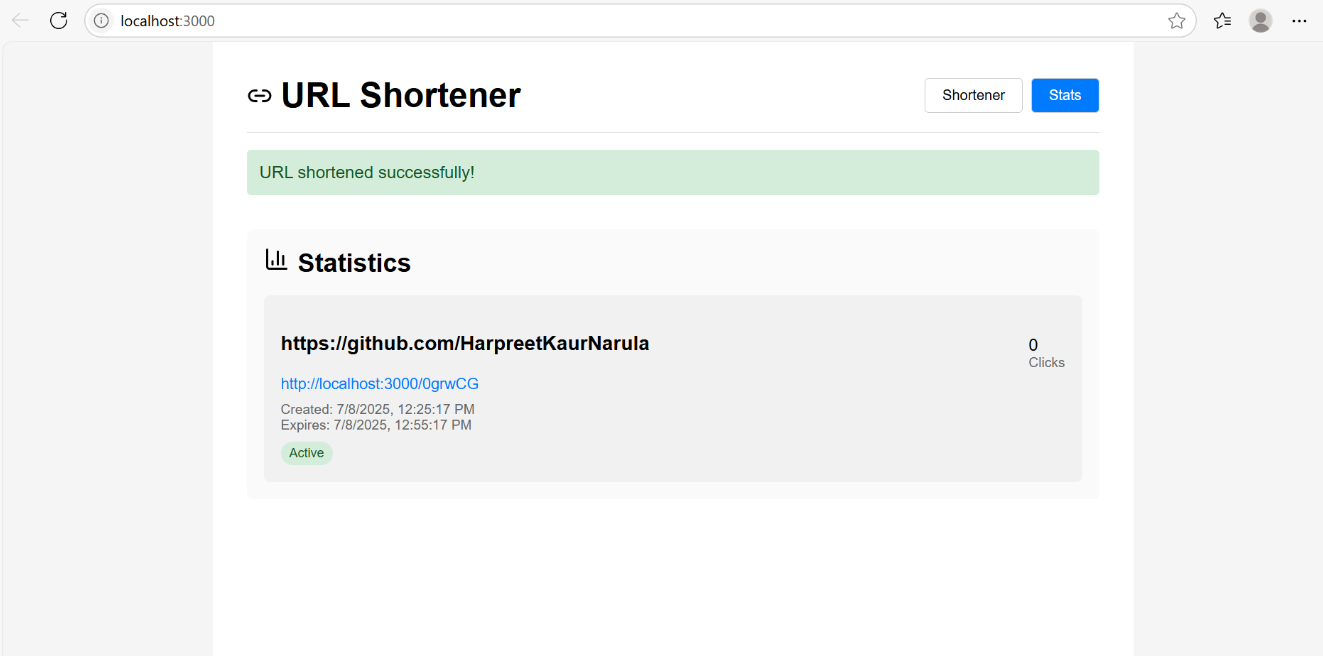 localhost:3000
URL Shortener
Shortener
Stats
URL shortened successfully!
Statistics
https://github.com/HarpreetKaurNarula
0
Clicks
http://localhost:3000/0grwCG
Created: 7/8/2025, 12:25:17 PM
Expires: 7/8/2025, 12:55:17 PM
Active